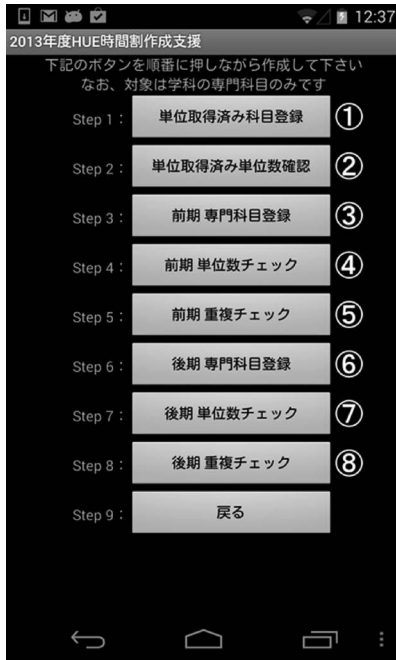 12:37
2013年度HUE時間割作成支援
下記のボタンを順番に押しながら作成して下さい
なお、対象は学科の専門科目のみです
Step 1： 単位取得済み科目登録 ①
Step 2： 単位取得済み単位数確認 ②
Step 3： 前期 専門科目登録 ③
Step 4： 前期 単位数チェック ④
Step 5： 前期 重複チェック ⑤
Step 6： 後期 専門科目登録 ⑥
Step 7： 後期 単位数チェック ⑦
Step 8： 後期 重複チェック ⑧
Step 9： 戻る